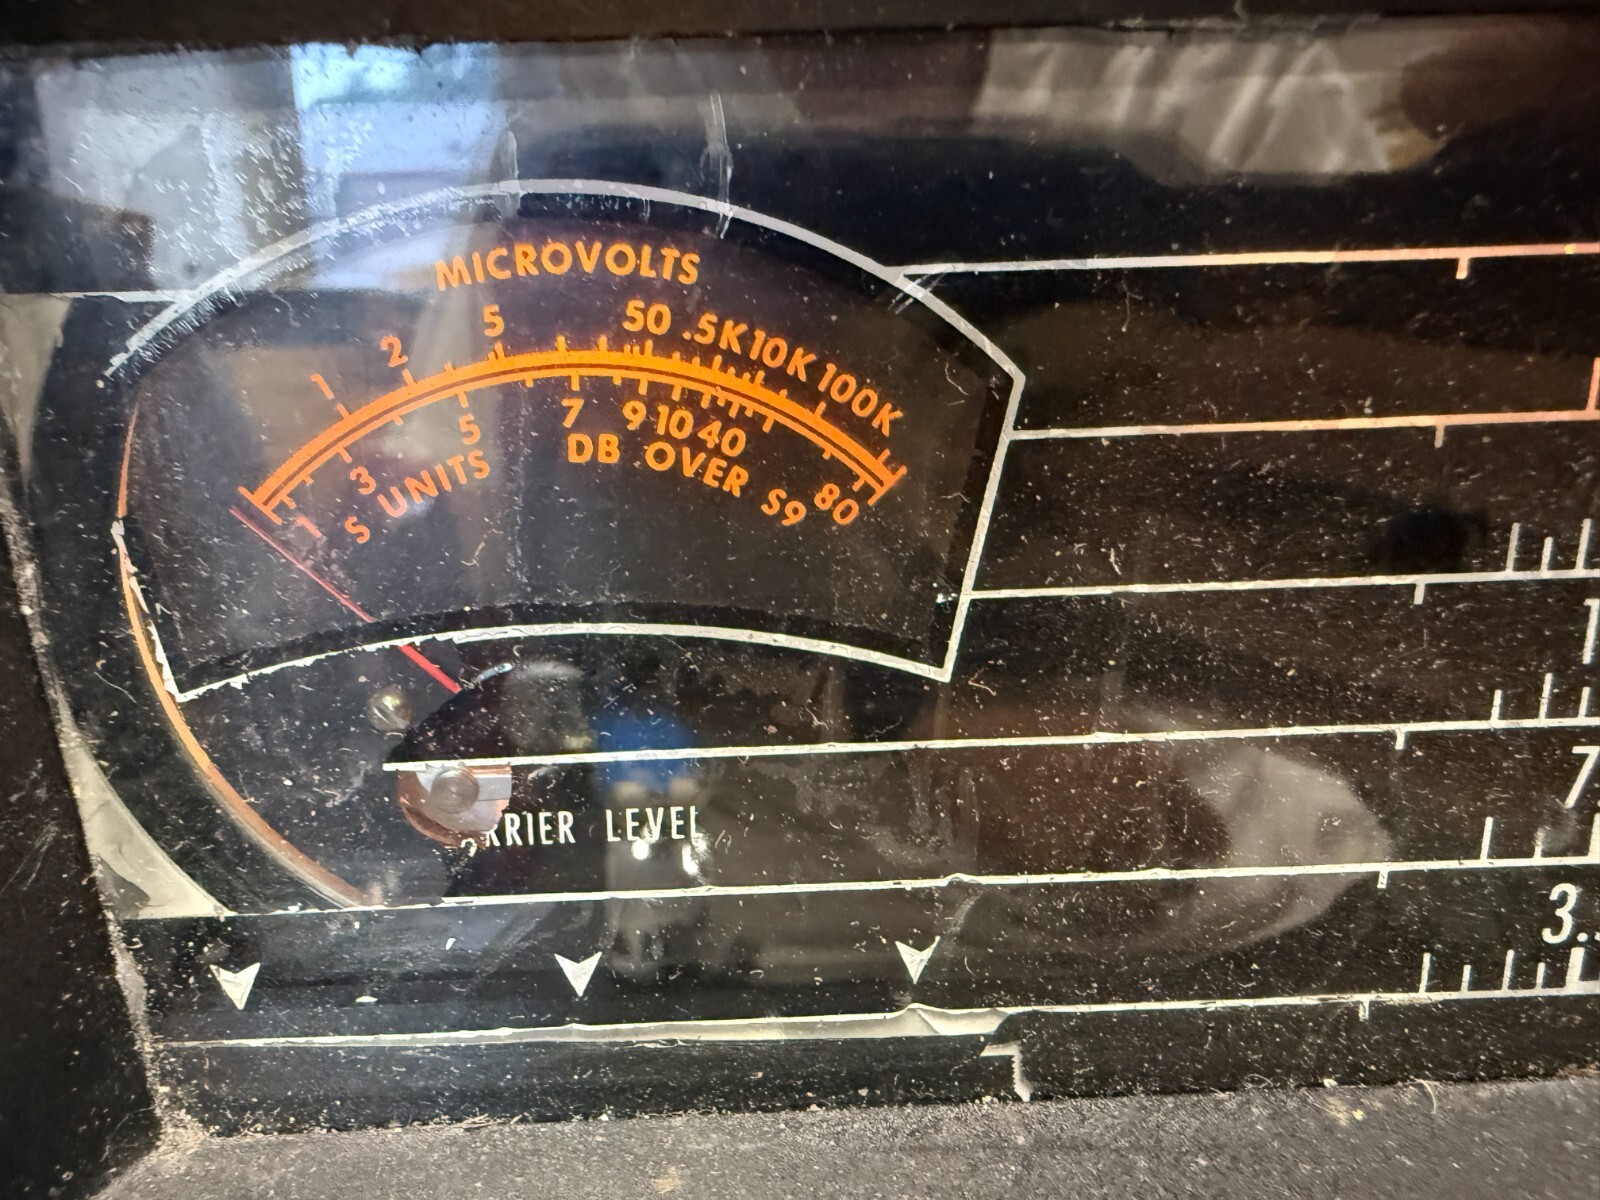 MICROVOLTS
1 2 5 50 .5K 10K 100K
1 3 5 7 9 10 40 80
S UNITS DB OVER S9
1
7
RRIER LEVEL
3.